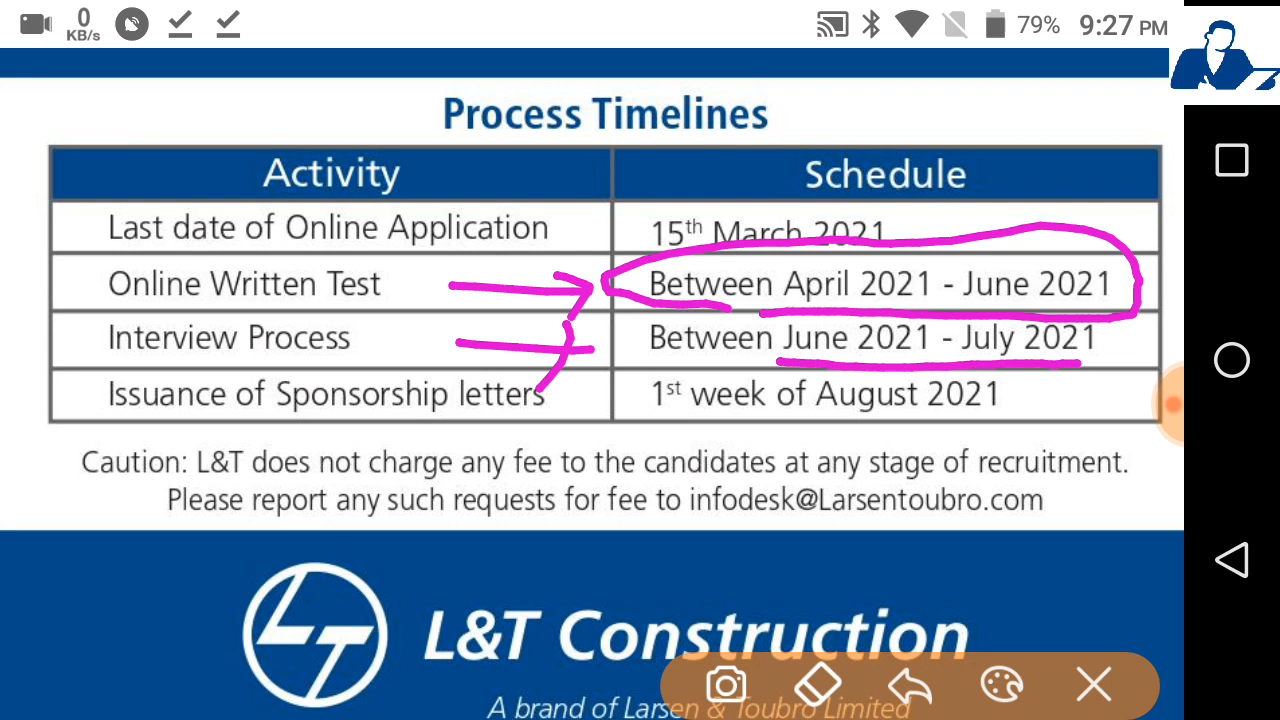 0
KB/s
79% 9:27 PM
Process Timelines
Activity Schedule
Last date of Online Application 15th March 2021
Online Written Test Between April 2021 - June 2021
Interview Process Between June 2021 - July 2021
Issuance of Sponsorship letters 1st week of August 2021
Caution: L&T does not charge any fee to the candidates at any stage of recruitment.
Please report any such requests for fee to infodesk@Larsentoubro.com
LT L&T Construction
A brand of Larsen & Toubro Limited